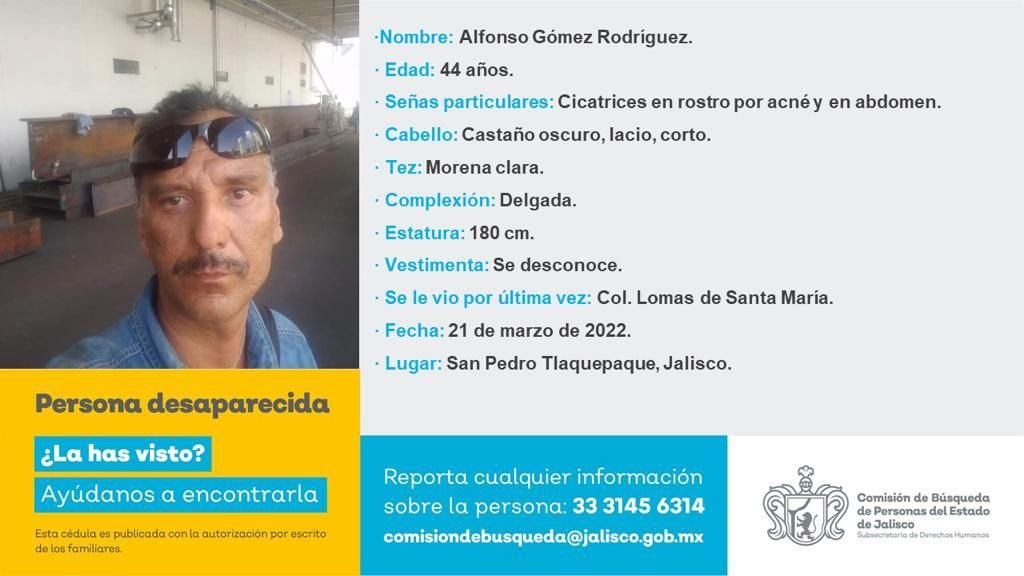 ·Nombre: Alfonso Gómez Rodríguez.
· Edad: 44 años.
· Señas particulares: Cicatrices en rostro por acné y en abdomen.
· Cabello: Castaño oscuro, lacio, corto.
· Tez: Morena clara.
· Complexión: Delgada.
· Estatura: 180 cm.
· Vestimenta: Se desconoce.
· Se le vio por última vez: Col. Lomas de Santa María.
· Fecha: 21 de marzo de 2022.
· Lugar: San Pedro Tlaquepaque, Jalisco.
Persona desaparecida
¿La has visto?
Ayúdanos a encontrarla
Esta cédula es publicada con la autorización por escrito
de los familiares.
Reporta cualquier información
sobre la persona: 33 3145 6314
comisiondebusqueda@jalisco.gob.mx
Comisión de Búsqueda
de Personas del Estado
de Jalisco
Subsecretaría de Derechos Humanos